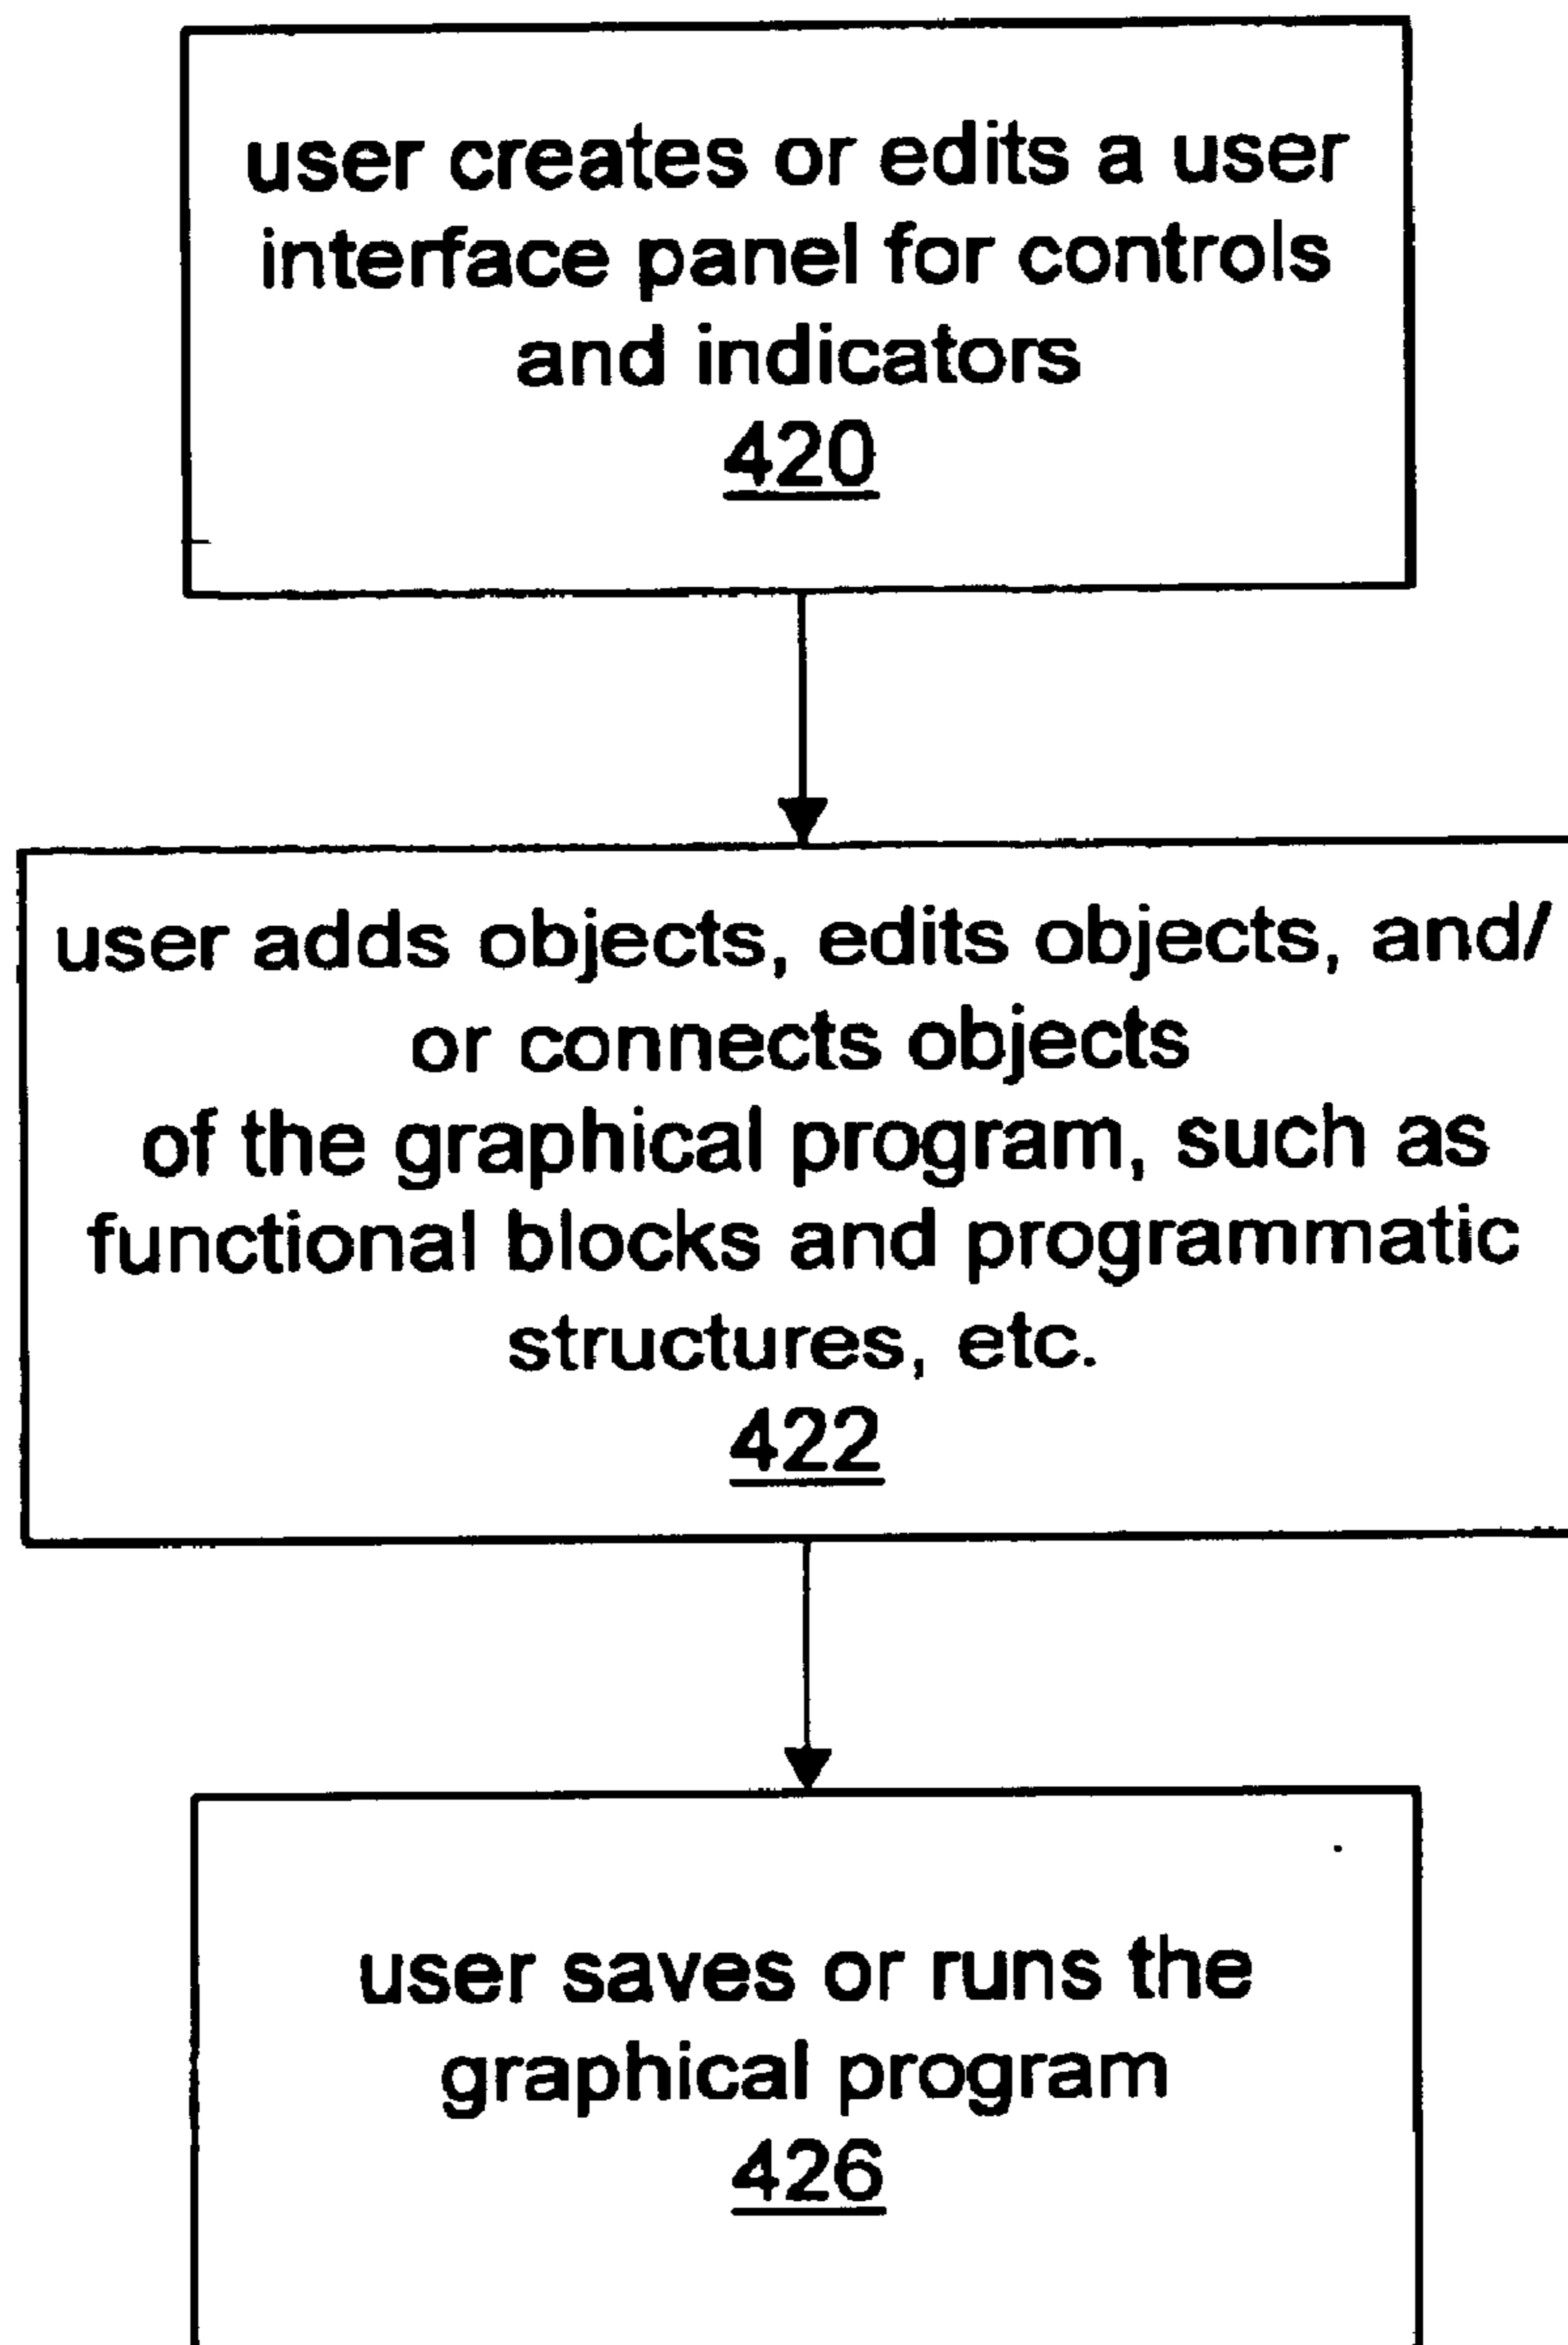 user creates or edits a user
interface panel for controls
and indicators
420
user adds objects, edits objects, and/
or connects objects
of the graphical program, such as
functional blocks and programmatic
structures, etc.
422
user saves or runs the
graphical program
426